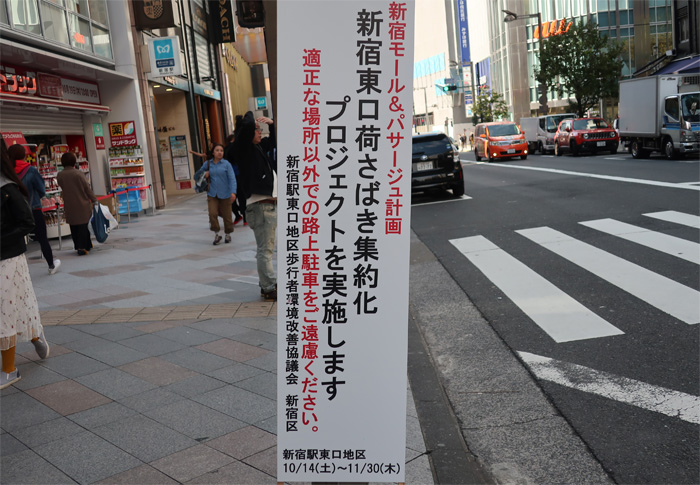 新宿モール&パサージュ計画
新宿東口荷さばき集約化
プロジェクトを実施します
適正な場所以外での路上駐車をご遠慮ください。
新宿駅東口地区歩行者環境改善協議会 新宿区
新宿駅東口地区
10/14(土)～11/30(木)
薬